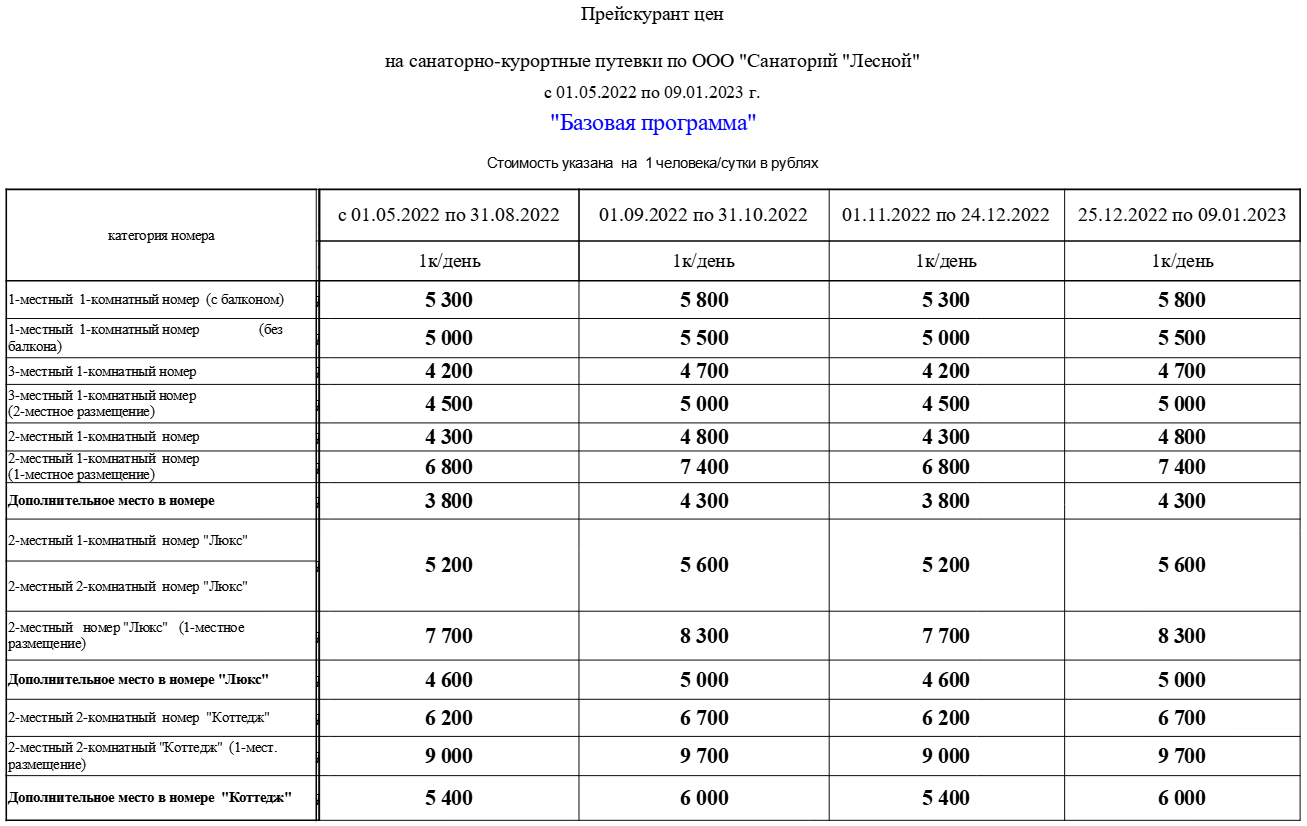 Прейскурант цен
на санаторно-курортные путевки по ООО "Санаторий "Лесной"
с 01.05.2022 по 09.01.2023 г.
"Базовая программа"
Стоимость указана на 1 человека/сутки в рублях
категория номера
с 01.05.2022 по 31.08.2022 01.09.2022 по 31.10.2022 01.11.2022 по 24.12.2022 25.12.2022 по 09.01.2023
1к/день 1к/день 1к/день 1к/день
1-местный 1-комнатный номер (с балконом) 5 300 5 800 5 300 5 800
1-местный 1-комнатный номер (без
балкона) 5 000 5 500 5 000 5 500
3-местный 1-комнатный номер 4 200 4 700 4 200 4 700
3-местный 1-комнатный номер
(2-местное размещение) 4 500 5 000 4 500 5 000
2-местный 1-комнатный номер 4 300 4 800 4 300 4 800
2-местный 1-комнатный номер
(1-местное размещение) 6 800 7 400 6 800 7 400
Дополнительное место в номере 3 800 4 300 3 800 4 300
2-местный 1-комнатный номер "Люкс"
5 200 5 600 5 200 5 600
2-местный 2-комнатный номер "Люкс"
2-местный номер "Люкс" (1-местное
размещение) 7 700 8 300 7 700 8 300
Дополнительное место в номере "Люкс" 4 600 5 000 4 600 5 000
2-местный 2-комнатный номер "Коттедж" 6 200 6 700 6 200 6 700
2-местный 2-комнатный "Коттедж" (1-мест.
размещение) 9 000 9 700 9 000 9 700
Дополнительное место в номере "Коттедж" 5 400 6 000 5 400 6 000